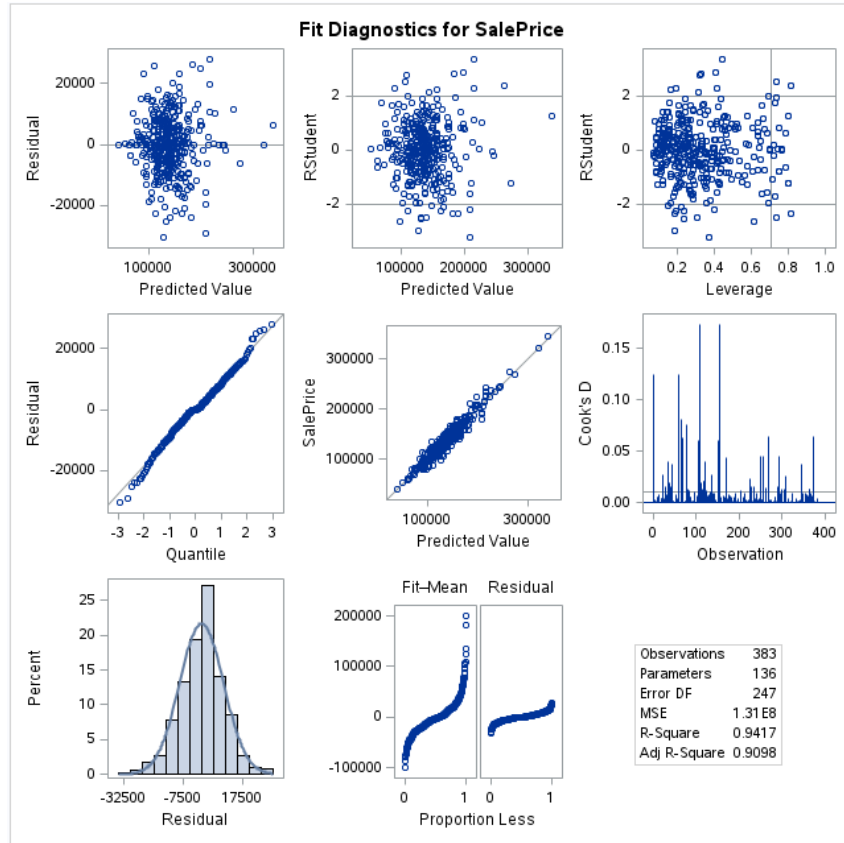 Fit Diagnostics for SalePrice
20000
0
-20000
Residual
100000 300000
Predicted Value
2
0
-2
RStudent
100000 200000 300000
Predicted Value
2
0
-2
RStudent
0.2 0.4 0.6 0.8 1.0
Leverage
20000
0
-20000
Residual
-3 -2 -1 0 1 2 3
Quantile
300000
200000
100000
SalePrice
100000 300000
Predicted Value
0.15
0.10
0.05
0.00
Cook's D
0 100 200 300 400
Observation
25
20
15
10
5
0
Percent
-32500 -7500 17500
Residual
Fit–Mean Residual
200000
100000
0
-100000
0 1 0 1
Proportion Less
Observations 383
Parameters 136
Error DF 247
MSE 1.31E8
R-Square 0.9417
Adj R-Square 0.9098